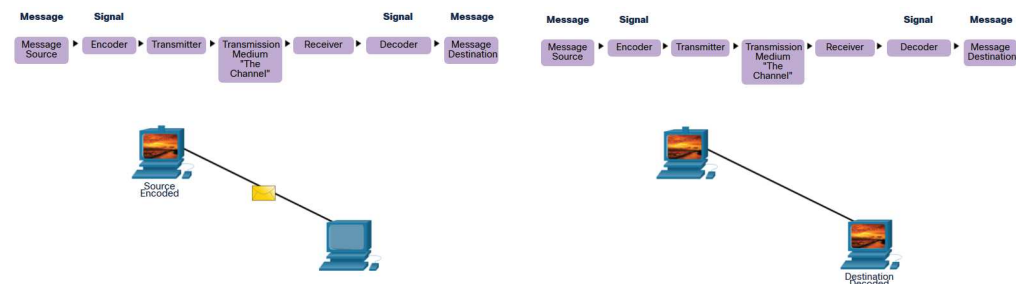 Message Signal Signal Message
Message Source Encoder Transmitter Transmission Medium "The Channel" Receiver Decoder Message Destination
Source
Encoded
Message Signal Signal Message
Message Source Encoder Transmitter Transmission Medium "The Channel" Receiver Decoder Message Destination
Destination
Decoded